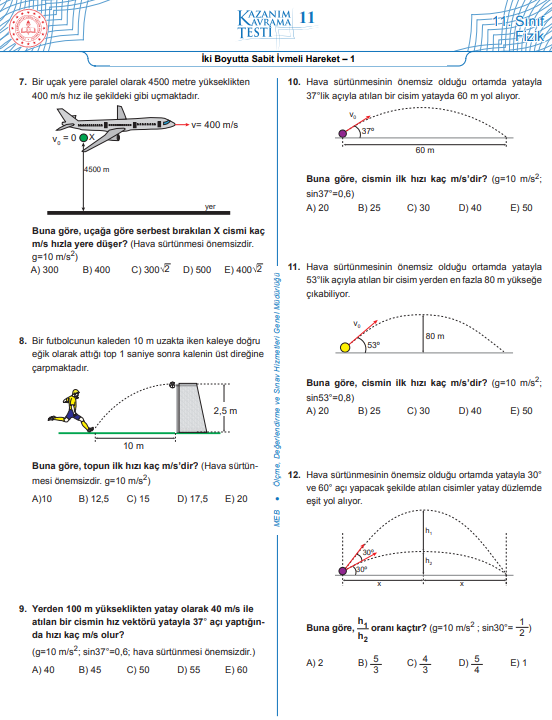 KAZANIM
KAVRAMA
TESTİ
11
11. Sınıf
Fizik
İki Boyutta Sabit İvmeli Hareket – 1
7. Bir uçak yere paralel olarak 4500 metre yükseklikten
400 m/s hız ile şekildeki gibi uçmaktadır.
v= 400 m/s
v₀ = 0 X
4500 m
yer
Buna göre, uçağa göre serbest bırakılan X cismi kaç
m/s hızla yere düşer? (Hava sürtünmesi önemsizdir.
g=10 m/s²)
A) 300 B) 400 C) 300√2 D) 500 E) 400√2
8. Bir futbolcunun kaleden 10 m uzakta iken kaleye doğru
eğik olarak attığı top 1 saniye sonra kalenin üst direğine
çarpmaktadır.
2,5 m
10 m
Buna göre, topun ilk hızı kaç m/s'dir? (Hava sürtün-
mesi önemsizdir. g=10 m/s²)
A)10 B) 12,5 C) 15 D) 17,5 E) 20
9. Yerden 100 m yükseklikten yatay olarak 40 m/s ile
atılan bir cismin hız vektörü yatayla 37° açı yaptığın-
da hızı kaç m/s olur?
(g=10 m/s²; sin37°=0,6; hava sürtünmesi önemsizdir.)
A) 40 B) 45 C) 50 D) 55 E) 60
MEB ● Ölçme, Değerlendirme ve Sınav Hizmetleri Genel Müdürlüğü
10. Hava sürtünmesinin önemsiz olduğu ortamda yatayla
37°lik açıyla atılan bir cisim yatayda 60 m yol alıyor.
v₀
37º
60 m
Buna göre, cismin ilk hızı kaç m/s'dir? (g=10 m/s²;
sin37°=0,6)
A) 20 B) 25 C) 30 D) 40 E) 50
11. Hava sürtünmesinin önemsiz olduğu ortamda yatayla
53°lik açıyla atılan bir cisim yerden en fazla 80 m yükseğe
çıkabiliyor.
v₀
53º
80 m
Buna göre, cismin ilk hızı kaç m/s'dir? (g=10 m/s²;
sin53°=0,8)
A) 20 B) 25 C) 30 D) 40 E) 50
12. Hava sürtünmesinin önemsiz olduğu ortamda yatayla 30°
ve 60° açı yapacak şekilde atılan cisimler yatay düzlemde
eşit yol alıyor.
h₁
30º
h₂
30º
x x
Buna göre, h₁/h₂ oranı kaçtır? (g=10 m/s² ; sin30°= 1/2)
A) 2 B) 5/3 C) 4/3 D) 5/4 E) 1